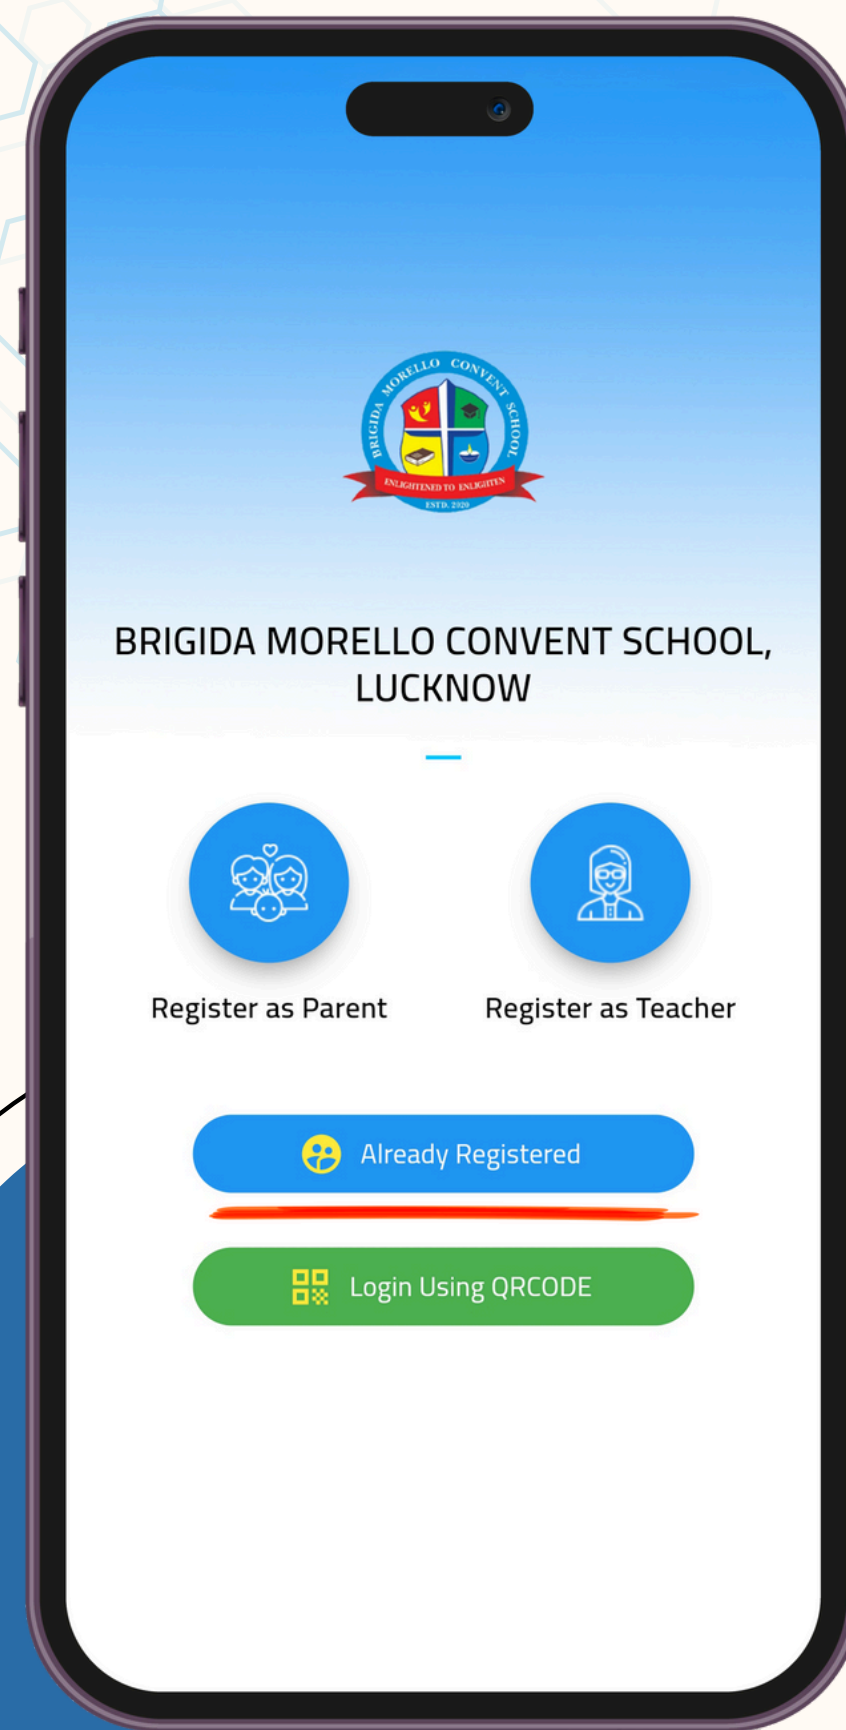 BRIGIDA MORELLO CONVENT SCHOOL
ENLIGHTENED TO ENLIGHTEN
ESTD. 2020
BRIGIDA MORELLO CONVENT SCHOOL,
LUCKNOW
Register as Parent
Register as Teacher
Already Registered
Login Using QRCODE